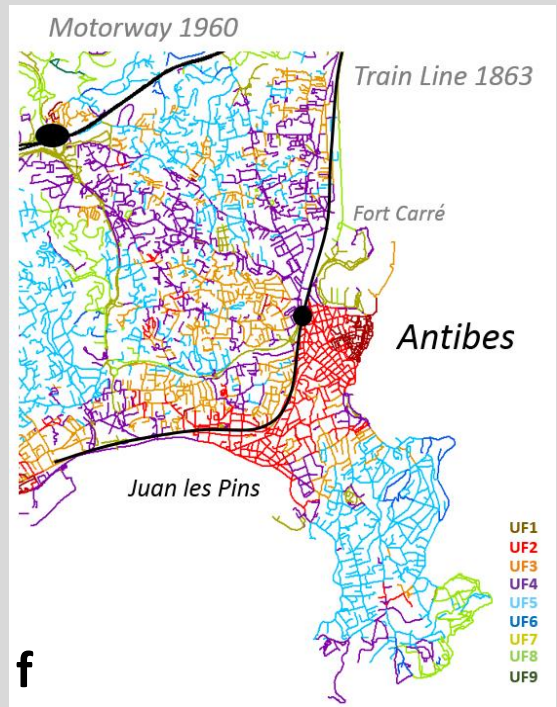 Motorway 1960
Train Line 1863
Fort Carré
Antibes
Juan les Pins
UF1
UF2
UF3
UF4
UF5
UF6
UF7
UF8
UF9
f